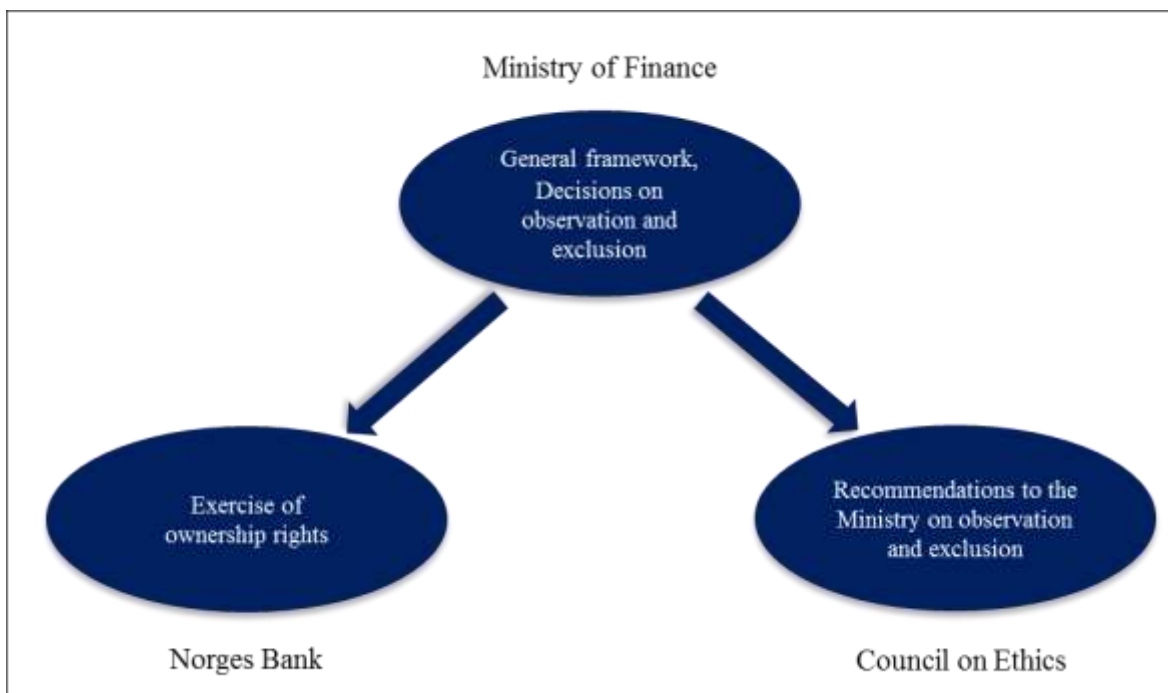 Ministry of Finance
General framework,
Decisions on
observation and
exclusion
Exercise of
ownership rights
Norges Bank
Recommendations to the
Ministry on observation
and exclusion
Council on Ethics